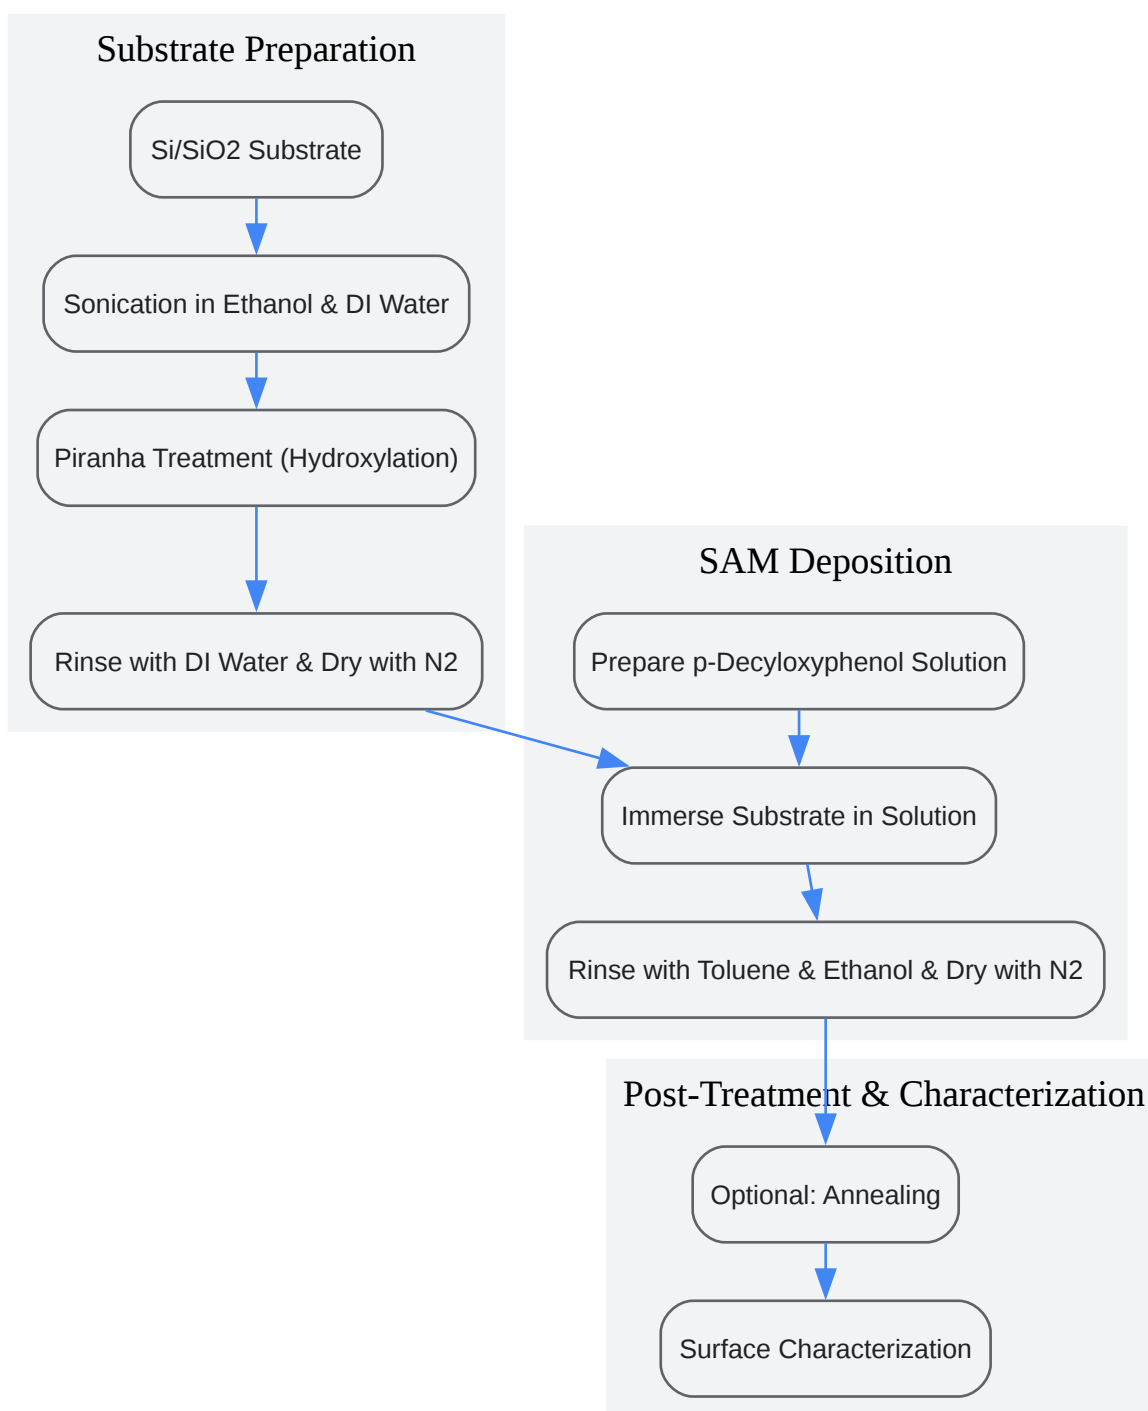 Substrate Preparation
Si/SiO2 Substrate
Sonication in Ethanol & DI Water
Piranha Treatment (Hydroxylation)
Rinse with DI Water & Dry with N2
SAM Deposition
Prepare p-Decyloxyphenol Solution
Immerse Substrate in Solution
Rinse with Toluene & Ethanol & Dry with N2
Post-Treatment & Characterization
Optional: Annealing
Surface Characterization